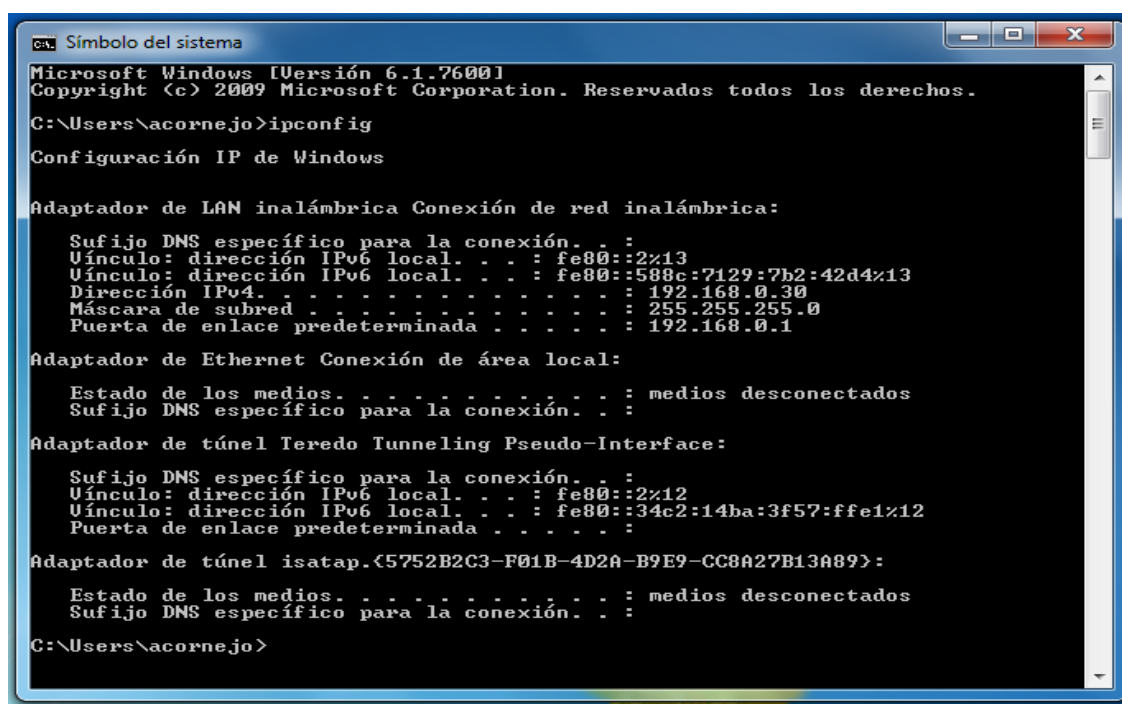 Símbolo del sistema
Microsoft Windows [Versión 6.1.7600]
Copyright (c) 2009 Microsoft Corporation. Reservados todos los derechos.
C:\Users\acornejo>ipconfig
Configuración IP de Windows
Adaptador de LAN inalámbrica Conexión de red inalámbrica:
Sufijo DNS específico para la conexión. . :
Vínculo: dirección IPv6 local. . . : fe80::2%13
Vínculo: dirección IPv6 local. . . : fe80::588c:7129:7b2:42d4%13
Dirección IPv4. . . . . . . . . . . . . . : 192.168.0.30
Máscara de subred . . . . . . . . . . . . : 255.255.255.0
Puerta de enlace predeterminada . . . . . : 192.168.0.1
Adaptador de Ethernet Conexión de área local:
Estado de los medios. . . . . . . . . . . : medios desconectados
Sufijo DNS específico para la conexión. . :
Adaptador de túnel Teredo Tunneling Pseudo-Interface:
Sufijo DNS específico para la conexión. . :
Vínculo: dirección IPv6 local. . . : fe80::2%12
Vínculo: dirección IPv6 local. . . : fe80::34c2:14ba:3f57:ffe1%12
Puerta de enlace predeterminada . . . . . :
Adaptador de túnel isatap.{5752B2C3-F01B-4D2A-B9E9-CC8A27B13A89}:
Estado de los medios. . . . . . . . . . . : medios desconectados
Sufijo DNS específico para la conexión. . :
C:\Users\acornejo>